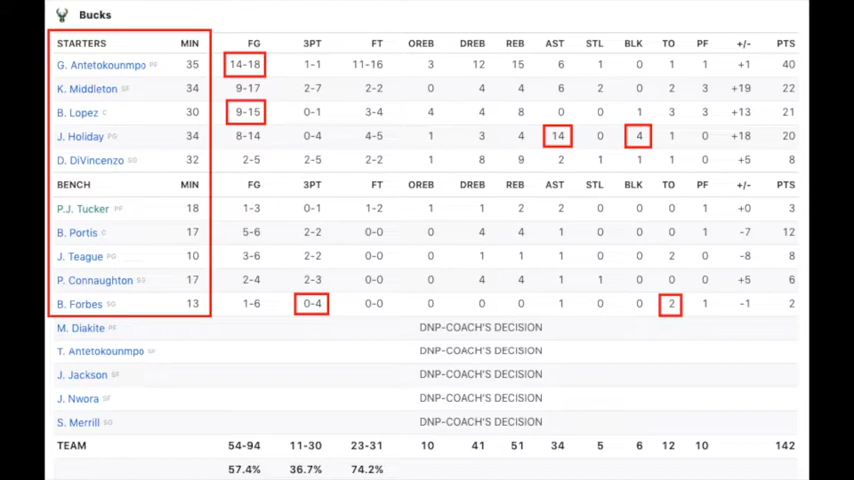 Bucks
STARTERS MIN FG 3PT FT OREB DREB REB AST STL BLK TO PF +/- PTS
G. Antetokounmpo PF 35 14-18 1-1 11-16 3 12 15 6 1 0 1 1 +1 40
K. Middleton SF 34 9-17 2-7 2-2 0 4 4 6 2 0 2 3 +19 22
B. Lopez C 30 9-15 0-1 3-4 4 4 8 0 0 1 3 3 +13 21
J. Holiday PG 34 8-14 0-4 4-5 1 3 4 14 0 4 1 0 +18 20
D. DiVincenzo SG 32 2-5 2-5 2-2 1 8 9 2 1 1 1 0 +5 8
BENCH MIN FG 3PT FT OREB DREB REB AST STL BLK TO PF +/- PTS
P.J. Tucker PF 18 1-3 0-1 1-2 1 1 2 2 0 0 0 1 +0 3
B. Portis C 17 5-6 2-2 0-0 0 4 4 1 0 0 0 1 -7 12
J. Teague PG 10 3-6 2-2 0-0 0 1 1 1 0 0 2 0 -8 8
P. Connaughton SG 17 2-4 2-3 0-0 0 4 4 1 1 0 0 0 +5 6
B. Forbes SG 13 1-6 0-4 0-0 0 0 0 1 0 0 2 1 -1 2
M. Diakite PF DNP-COACH'S DECISION
T. Antetokounmpo SF DNP-COACH'S DECISION
J. Jackson SF DNP-COACH'S DECISION
J. Nwora SF DNP-COACH'S DECISION
S. Merrill SG DNP-COACH'S DECISION
TEAM 54-94 11-30 23-31 10 41 51 34 5 6 12 10 142
57.4% 36.7% 74.2%